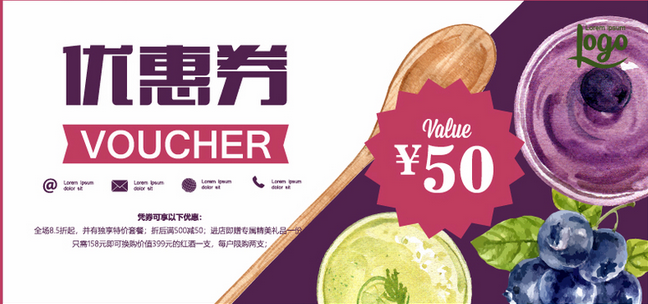 优惠券
VOUCHER
Lorem Ipsum
dolor sit
Lorem Ipsum
dolor sit
Lorem Ipsum
dolor sit
Lorem Ipsum
dolor sit
凭券可享以下优惠：
全场8.5折起，并有独享特价套餐；折后满500减50；进店即赠专属精美礼品一份
只需158元即可换购价值399元的红酒一支，每户限购两支；
Value
¥50
Lorem Ipsum
Logo